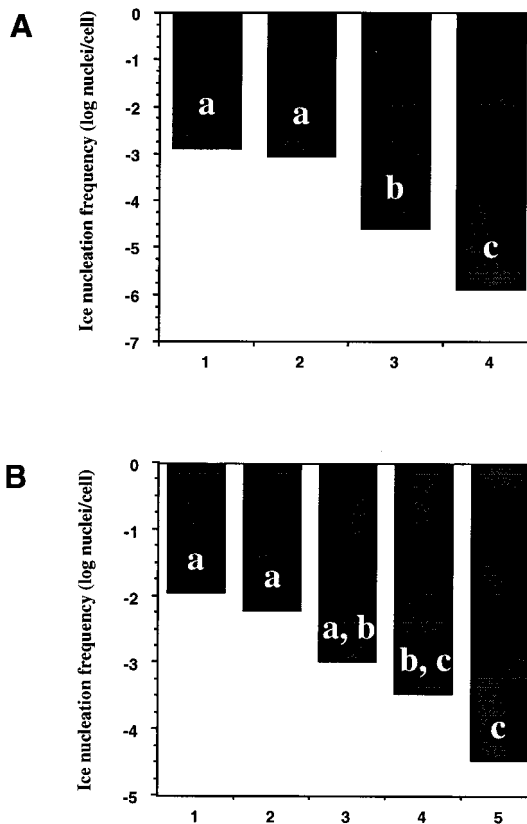 A
Ice nucleation frequency (log nuclei/cell)
0
-1
-2
-3
-4
-5
-6
-7
a
a
b
c
1 2 3 4
B
Ice nucleation frequency (log nuclei/cell)
0
-1
-2
-3
-4
-5
a
a
a, b
b, c
c
1 2 3 4 5